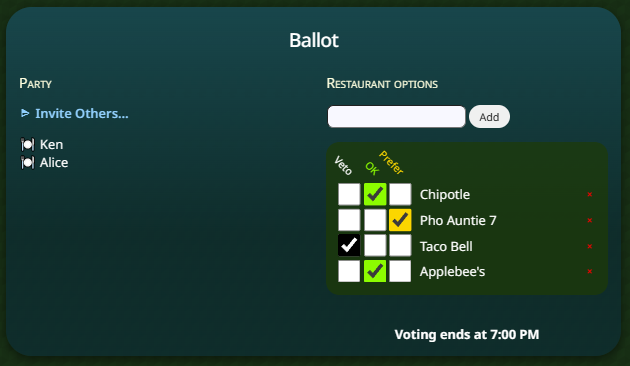 Ballot
Party
Invite Others...
Ken
Alice
Restaurant options
Add
Veto OK Prefer
Chipotle
Pho Auntie 7
Taco Bell
Applebee's
Voting ends at 7:00 PM